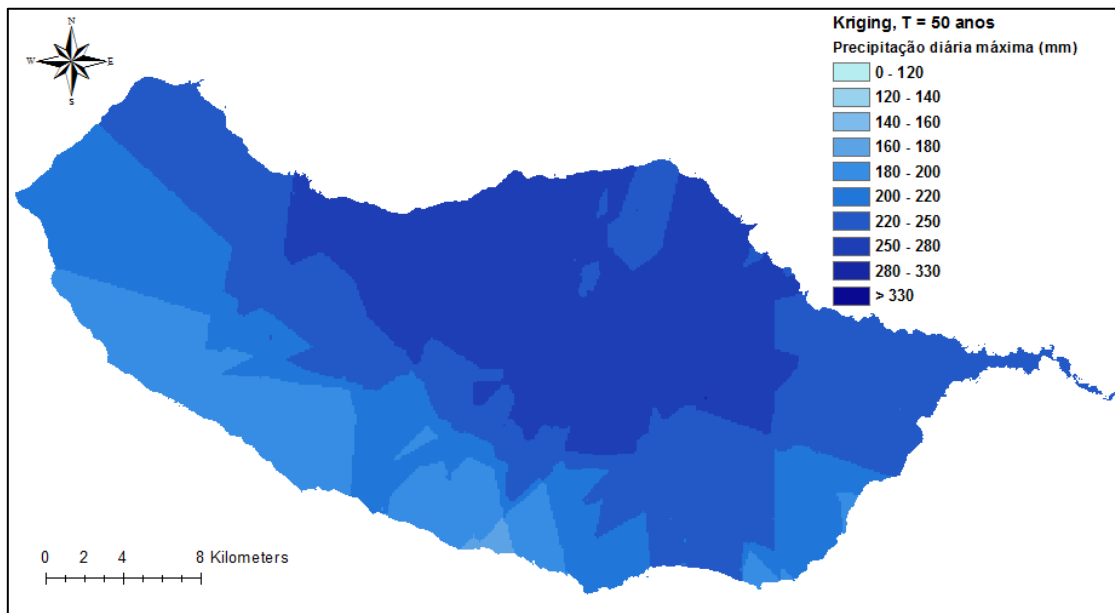 N
W E
S
Kriging, T = 50 anos
Precipitação diária máxima (mm)
0 - 120
120 - 140
140 - 160
160 - 180
180 - 200
200 - 220
220 - 250
250 - 280
280 - 330
> 330
0 2 4 8 Kilometers